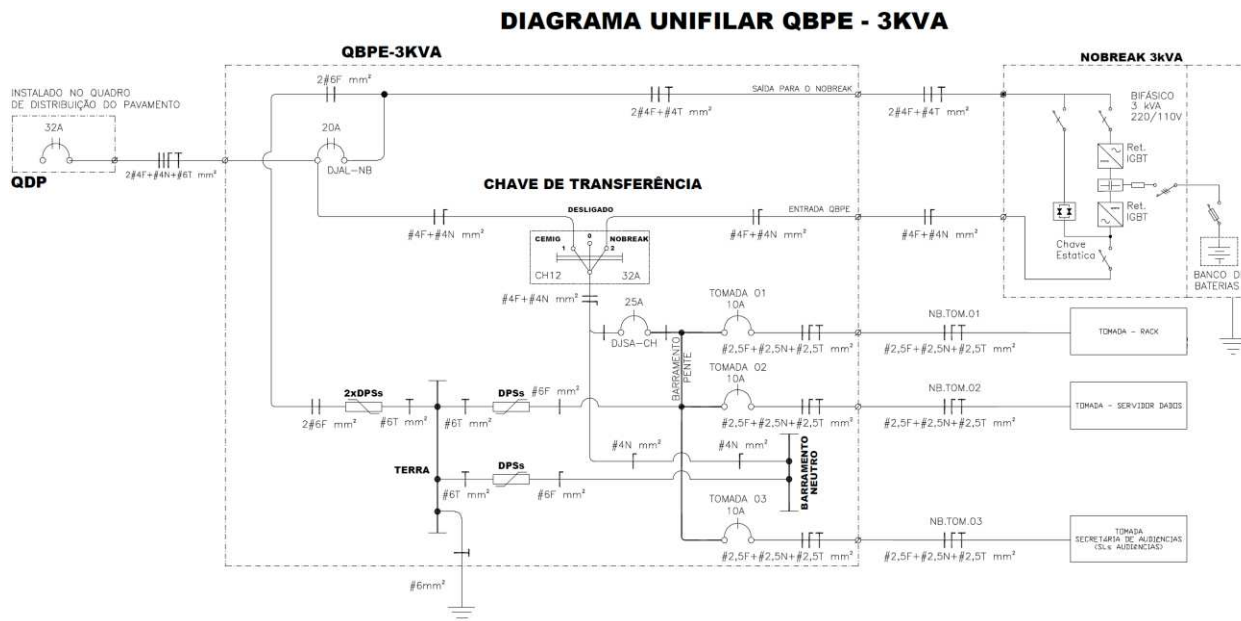 DIAGRAMA UNIFILAR QBPE - 3KVA
QBPE-3KVA
NOBREAK 3kVA
INSTALADO NO QUADRO
DE DISTRIBUIÇÃO DO PAVAMENTO
32A
QDP
2#4F+#4N+#6T mm²
2#6F mm²
20A
DJAL-NB
2#4F+#4T mm²
SAÍDA PARA O NOBREAK
2#4F+#4T mm²
BIFÁSICO
3 kVA
220/110V
Ret.
IGBT
Ret.
IGBT
Chave
Estatica
BANCO DE
BATERIAS
CHAVE DE TRANSFERÊNCIA
DESLIGADO
#4F+#4N mm²
CEMIG
0
NOBREAK
1
2
CH12
32A
#4F+#4N mm²
ENTRADA QBPE
#4F+#4N mm²
#4F+#4N mm²
25A
DJSA-CH
BARRAMENTO
PENTE
TOMADA 01
10A
#2,5F+#2,5N+#2,5T mm²
NB.TOM.01
#2,5F+#2,5N+#2,5T mm²
TOMADA - RACK
TOMADA 02
10A
#2,5F+#2,5N+#2,5T mm²
NB.TOM.02
#2,5F+#2,5N+#2,5T mm²
TOMADA - SERVIDOR DADOS
2xDPSs
2#6F mm²
#6T mm²
#6T mm²
DPSs
#6F mm²
#4N mm²
#4N mm²
BARRAMENTO
NEUTRO
TERRA
#6T mm²
DPSs
#6F mm²
TOMADA 03
10A
#2,5F+#2,5N+#2,5T mm²
NB.TOM.03
#2,5F+#2,5N+#2,5T mm²
TOMADA
SECRETÁRIA DE AUDIÊNCIAS
(SLs AUDIÊNCIAS)
#6mm²